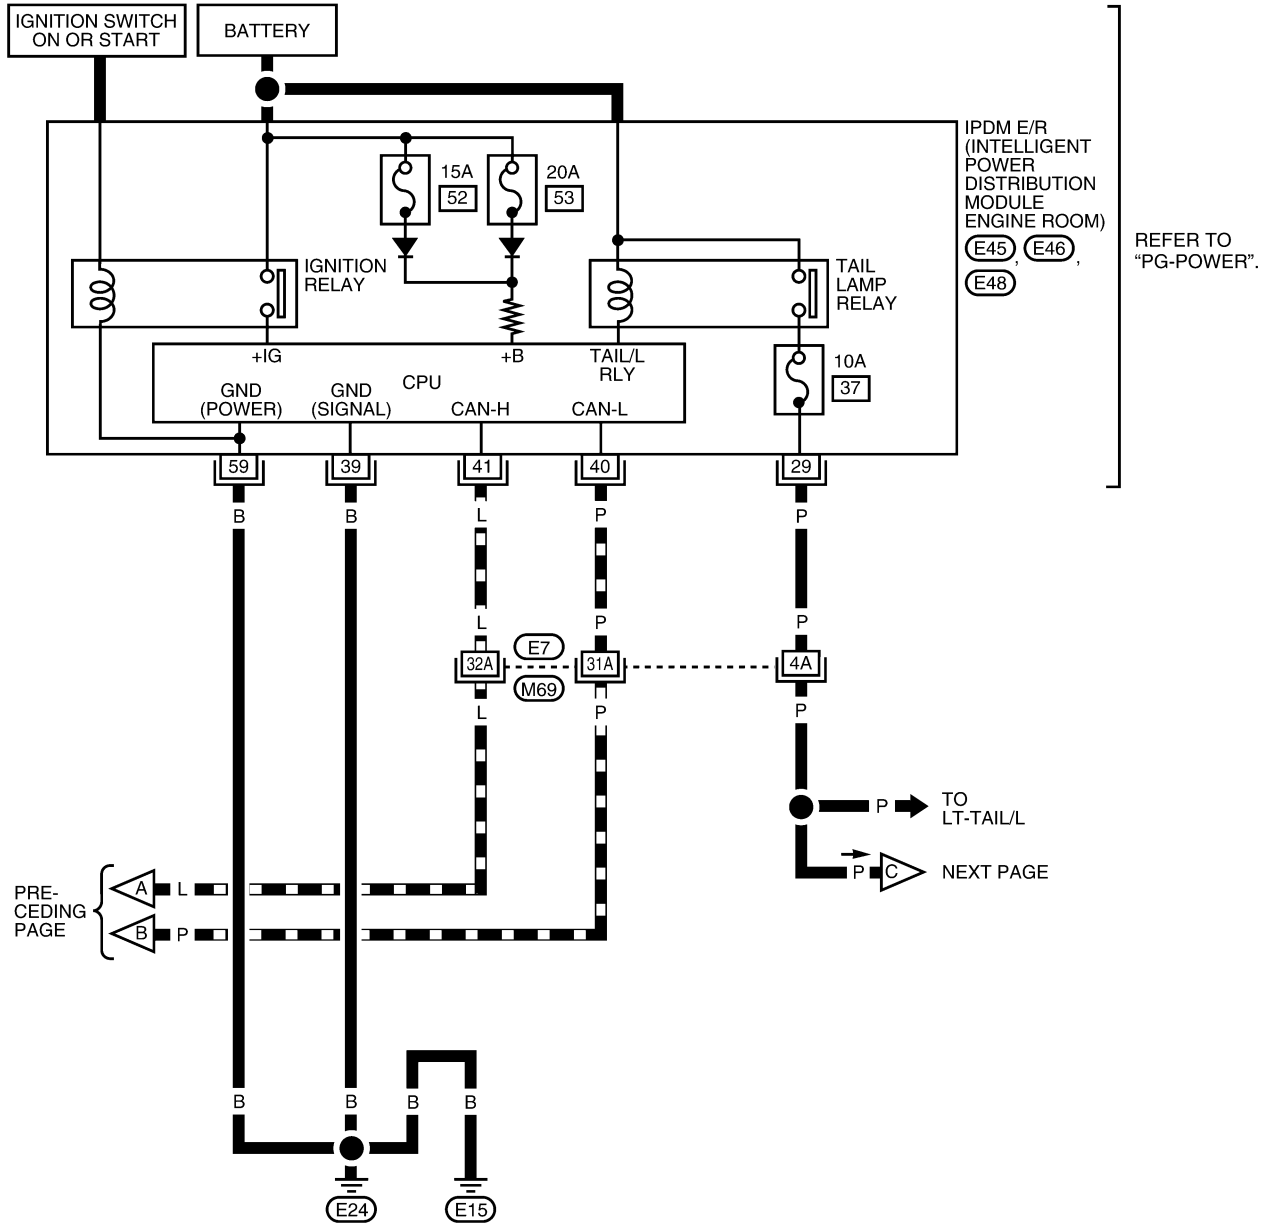 IGNITION SWITCH
ON OR START
BATTERY
IPDM E/R
(INTELLIGENT
POWER
DISTRIBUTION
MODULE
ENGINE ROOM)
E45 , E46 ,
E48
REFER TO
“PG-POWER”.
15A
52
20A
53
IGNITION
RELAY
TAIL
LAMP
RELAY
+IG
+B
TAIL/L
RLY
10A
37
CPU
GND
(POWER)
GND
(SIGNAL)
CAN-H
CAN-L
59
39
41
40
29
B
B
L
P
P
L
P
P
E7
32A
31A
4A
M69
L
P
P
P
TO
LT-TAIL/L
P
C
NEXT PAGE
PRE-
CEDING
PAGE
A
L
B
P
B
B
B
B
E24
E15